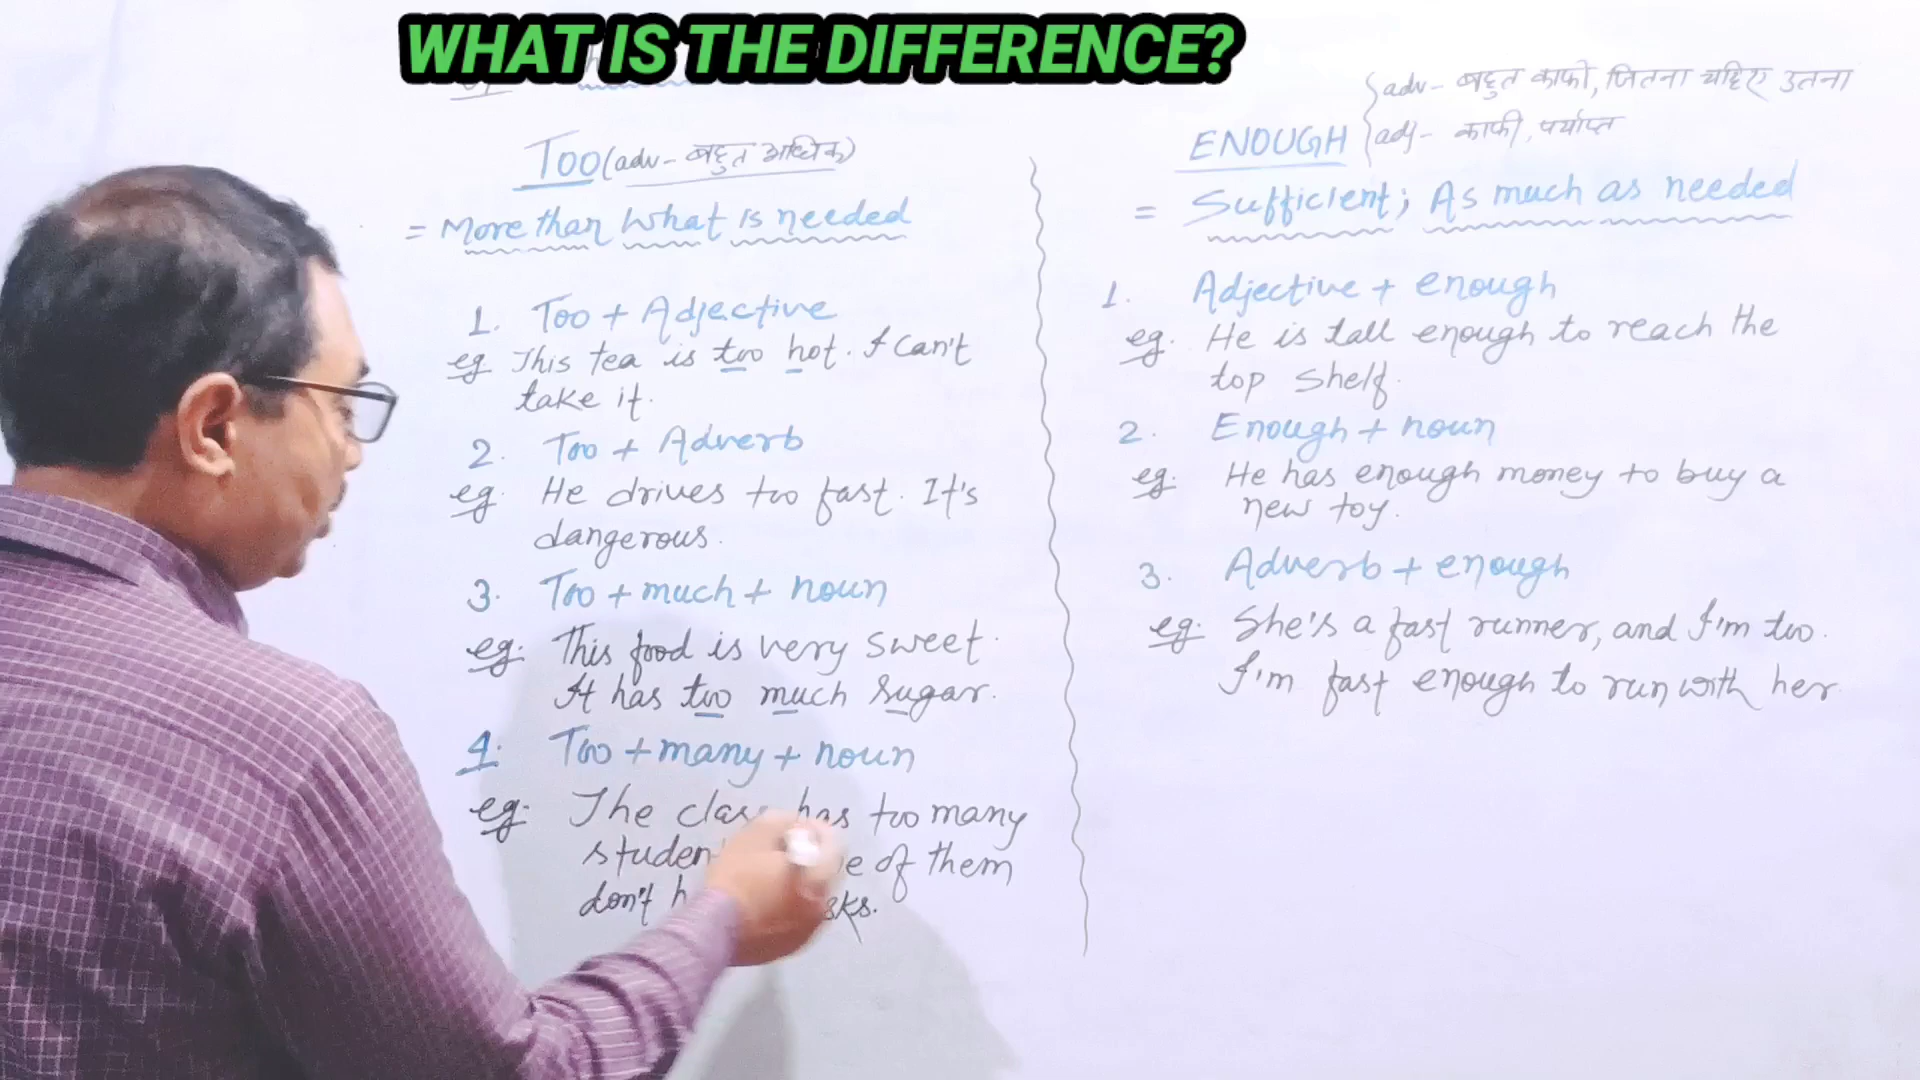 WHAT IS THE DIFFERENCE?
TOO (adv - बहुत अधिक)
= More than what is needed
1. Too + Adjective
eg This tea is too hot. I can't
take it.
2. Too + Adverb
eg. He drives too fast. It's
dangerous.
3. Too + much + noun
eg. This food is very sweet.
It has too much sugar.
4. Too + many + noun
eg. The class has too many
of them
don't
ENOUGH
adv - बहुत काफी, जितना चहिए उतना
adj - काफी, पर्याप्त
= Sufficient; As much as needed
1. Adjective + enough
eg. He is tall enough to reach the
top shelf.
2. Enough + noun
eg. He has enough money to buy a
new toy.
3. Adverb + enough
eg. She's a fast runner, and I'm too.
I'm fast enough to run with her.